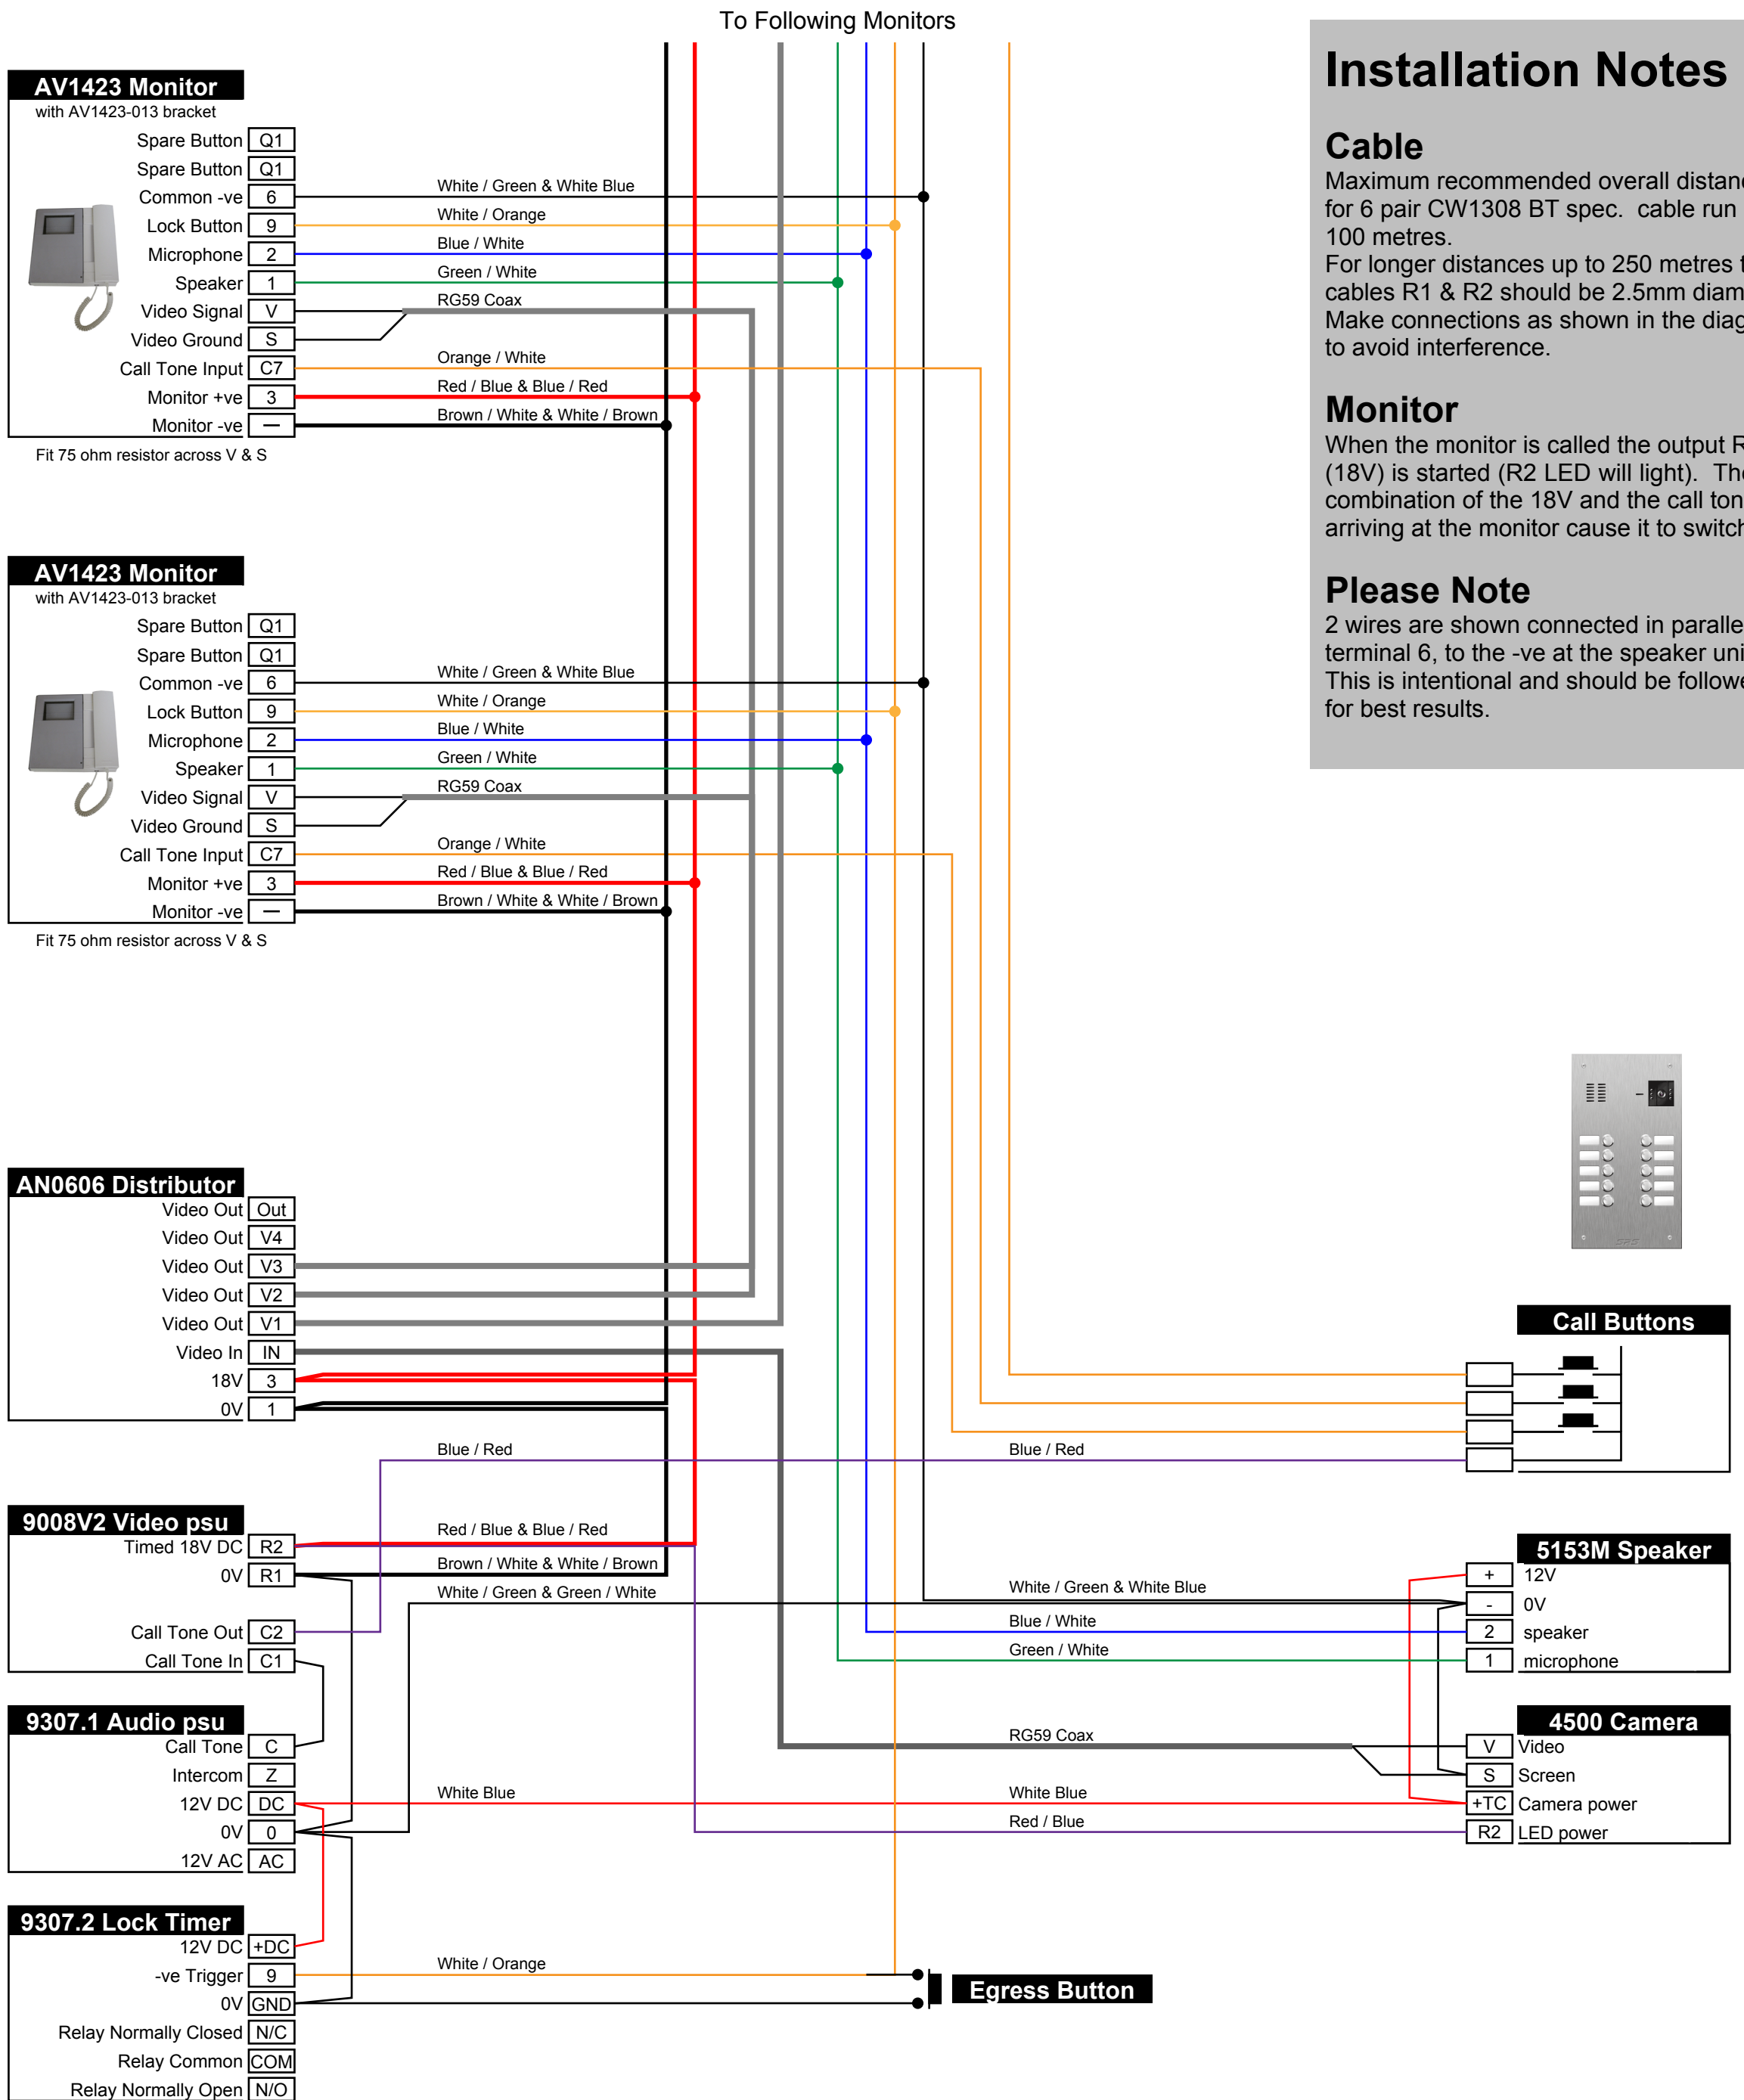 To Following Monitors
AV1423 Monitor
with AV1423-013 bracket
Spare Button Q1
Spare Button Q1
Common -ve 6 White / Green & White Blue
Lock Button 9 White / Orange
Microphone 2 Blue / White
Speaker 1 Green / White
Video Signal V RG59 Coax
Video Ground S
Call Tone Input C7 Orange / White
Monitor +ve 3 Red / Blue & Blue / Red
Monitor -ve — Brown / White & White / Brown
Fit 75 ohm resistor across V & S
AV1423 Monitor
with AV1423-013 bracket
Spare Button Q1
Spare Button Q1
Common -ve 6 White / Green & White Blue
Lock Button 9 White / Orange
Microphone 2 Blue / White
Speaker 1 Green / White
Video Signal V RG59 Coax
Video Ground S
Call Tone Input C7 Orange / White
Monitor +ve 3 Red / Blue & Blue / Red
Monitor -ve — Brown / White & White / Brown
Fit 75 ohm resistor across V & S
Installation Notes
Cable
Maximum recommended overall
for 6 pair CW1308 BT spec. cable run
100 metres.
For longer distances up to 250 metres
cables R1 & R2 should be 2.5mm
Make connections as shown in the
to avoid interference.
Monitor
When the monitor is called the output
(18V) is started (R2 LED will light).
combination of the 18V and the call
arriving at the monitor cause it to
Please Note
2 wires are shown connected in
terminal 6, to the -ve at the speaker
This is intentional and should be
for best results.
AN0606 Distributor
Video Out Out
Video Out V4
Video Out V3
Video Out V2
Video Out V1
Video In IN
18V 3
0V 1
SRS
Call Buttons
Blue / Red Blue / Red
9008V2 Video psu
Timed 18V DC R2 Red / Blue & Blue / Red
0V R1 Brown / White & White / Brown
White / Green & Green / White
Call Tone Out C2
Call Tone In C1
5153M Speaker
+ 12V
White / Green & White Blue - 0V
Blue / White 2 speaker
Green / White 1 microphone
9307.1 Audio psu
Call Tone C
Intercom Z
12V DC DC White Blue
0V 0
12V AC AC
4500 Camera
RG59 Coax V Video
S Screen
White Blue +TC Camera power
Red / Blue R2 LED power
9307.2 Lock Timer
12V DC +DC
-ve Trigger 9 White / Orange
0V GND
Relay Normally Closed N/C
Relay Common COM
Relay Normally Open N/O
Egress Button